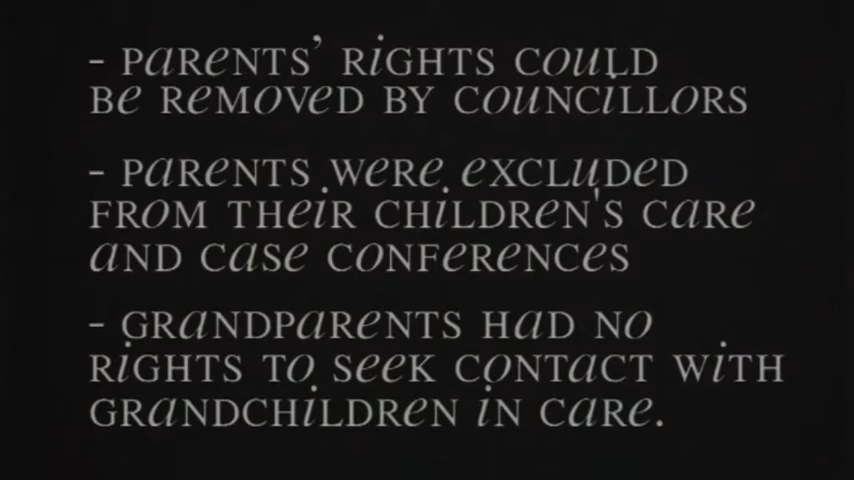 - PaReNTS' RiGHTS CouLD
Be ReMOVeD BY COuNCiLLORS
- PaReNTS WeRe eXCLuDeD
FROM THeiR CHiLDReN'S CaRe
aND CaSe CONFeReNCeS
- GRaNDPaReNTS HaD NO
RiGHTS TO SeeK CONTaCT WiTH
GRaNDCHiLDReN iN CaRe.